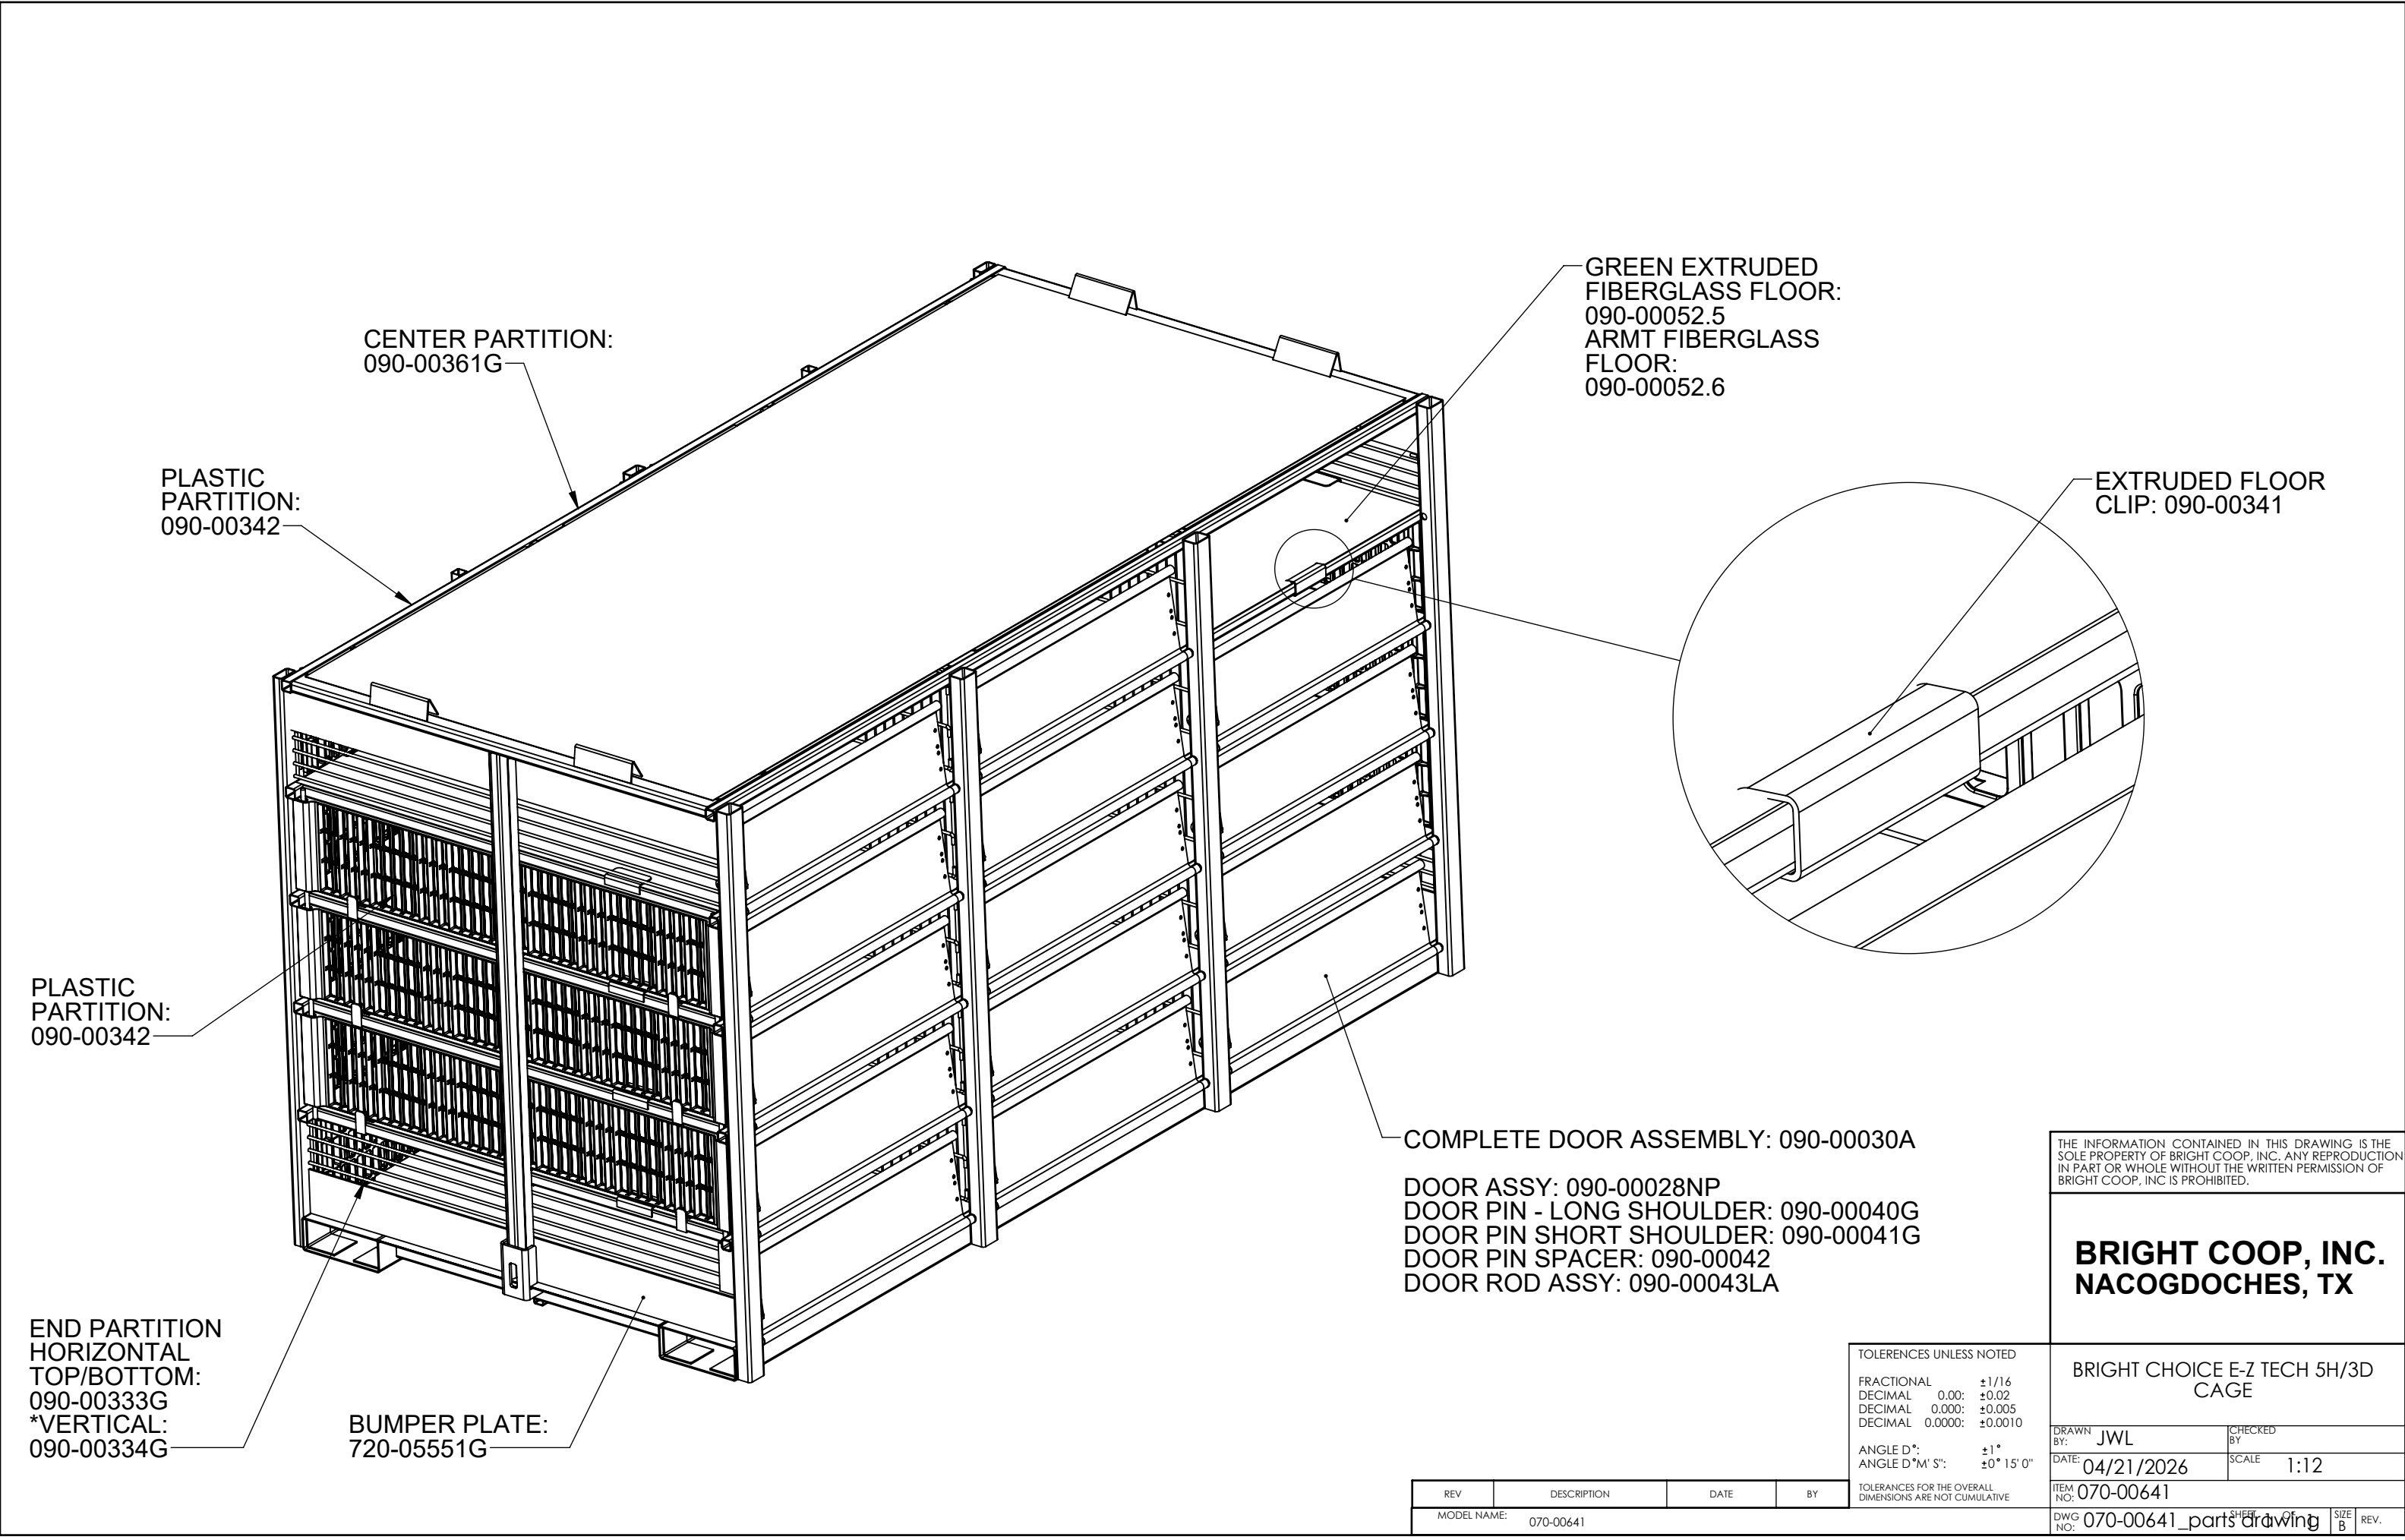 GREEN EXTRUDED
FIBERGLASS FLOOR:
090-00052.5
ARMT FIBERGLASS
FLOOR:
090-00052.6
CENTER PARTITION:
090-00361G
PLASTIC
PARTITION:
090-00342
EXTRUDED FLOOR
CLIP: 090-00341
PLASTIC
PARTITION:
090-00342
COMPLETE DOOR ASSEMBLY: 090-00030A
DOOR ASSY: 090-00028NP
DOOR PIN - LONG SHOULDER: 090-00040G
DOOR PIN SHORT SHOULDER: 090-00041G
DOOR PIN SPACER: 090-00042
DOOR ROD ASSY: 090-00043LA
END PARTITION
HORIZONTAL
TOP/BOTTOM:
090-00333G
*VERTICAL:
090-00334G
BUMPER PLATE:
720-05551G
THE INFORMATION CONTAINED IN THIS DRAWING IS THE
SOLE PROPERTY OF BRIGHT COOP, INC. ANY REPRODUCTION
IN PART OR WHOLE WITHOUT THE WRITTEN PERMISSION OF
BRIGHT COOP, INC IS PROHIBITED.
BRIGHT COOP, INC.
NACOGDOCHES, TX
TOLERENCES UNLESS NOTED
FRACTIONAL ±1/16
DECIMAL 0.00: ±0.02
DECIMAL 0.000: ±0.005
DECIMAL 0.0000: ±0.0010
ANGLE D°: ±1°
ANGLE D°M' S": ±0° 15' 0"
TOLERANCES FOR THE OVERALL
DIMENSIONS ARE NOT CUMULATIVE
BRIGHT CHOICE E-Z TECH 5H/3D
CAGE
DRAWN BY: JWL
CHECKED BY
DATE: 04/21/2026
SCALE 1:12
ITEM NO: 070-00641
DWG NO: 070-00641_parts drawing
SHEET 1 OF 1
SIZE B
REV.
REV DESCRIPTION DATE BY
MODEL NAME: 070-00641